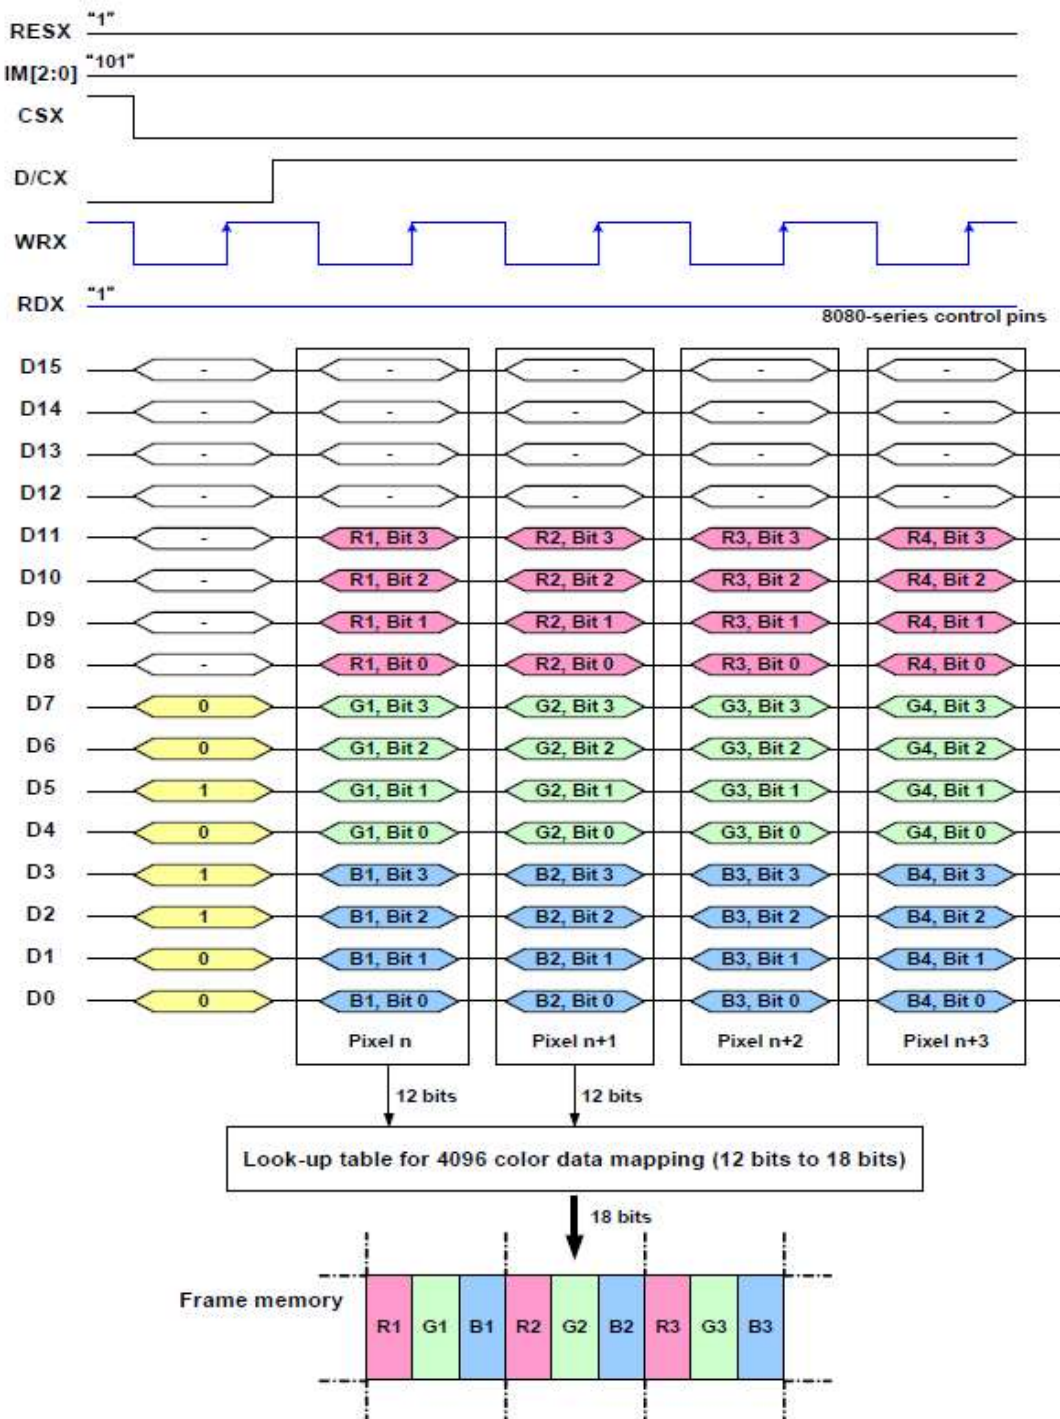 RESX "1"
IM[2:0] "101"
CSX
D/CX
WRX
RDX "1"
8080-series control pins
D15 - - - - -
D14 - - - - -
D13 - - - - -
D12 - - - - -
D11 - R1, Bit 3 R2, Bit 3 R3, Bit 3 R4, Bit 3
D10 - R1, Bit 2 R2, Bit 2 R3, Bit 2 R4, Bit 2
D9 - R1, Bit 1 R2, Bit 1 R3, Bit 1 R4, Bit 1
D8 - R1, Bit 0 R2, Bit 0 R3, Bit 0 R4, Bit 0
D7 0 G1, Bit 3 G2, Bit 3 G3, Bit 3 G4, Bit 3
D6 0 G1, Bit 2 G2, Bit 2 G3, Bit 2 G4, Bit 2
D5 1 G1, Bit 1 G2, Bit 1 G3, Bit 1 G4, Bit 1
D4 0 G1, Bit 0 G2, Bit 0 G3, Bit 0 G4, Bit 0
D3 1 B1, Bit 3 B2, Bit 3 B3, Bit 3 B4, Bit 3
D2 1 B1, Bit 2 B2, Bit 2 B3, Bit 2 B4, Bit 2
D1 0 B1, Bit 1 B2, Bit 1 B3, Bit 1 B4, Bit 1
D0 0 B1, Bit 0 B2, Bit 0 B3, Bit 0 B4, Bit 0
Pixel n Pixel n+1 Pixel n+2 Pixel n+3
12 bits 12 bits
Look-up table for 4096 color data mapping (12 bits to 18 bits)
18 bits
Frame memory
R1 G1 B1 R2 G2 B2 R3 G3 B3